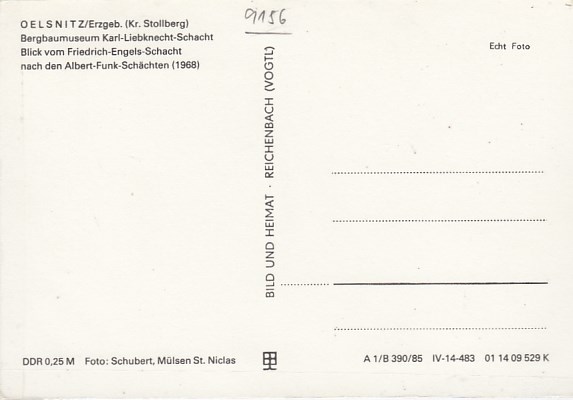 9156
OELSNITZ/Erzgeb. (Kr. Stollberg)
Bergbaumuseum Karl-Liebknecht-Schacht
Blick vom Friedrich-Engels-Schacht
nach den Albert-Funk-Schächten (1968)
Echt Foto
BILD UND HEIMAT · REICHENBACH (VOGTL)
DDR 0,25 M Foto: Schubert, Mülsen St. Niclas
A 1/B 390/85 IV-14-483 01 14 09 529 K